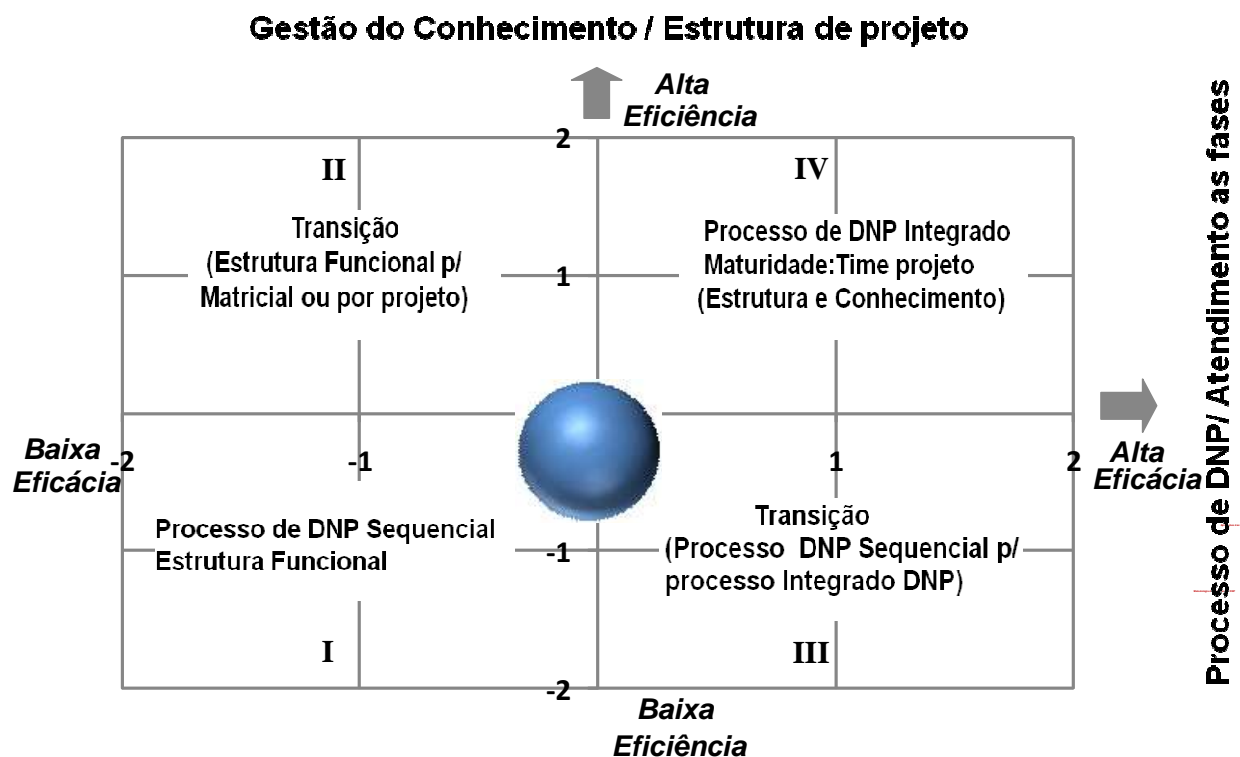 Gestão do Conhecimento / Estrutura de projeto
Alta
Eficiência
2
II
IV
Transição
(Estrutura Funcional p/
Matricial ou por projeto)
Processo de DNP Integrado
Maturidade:Time projeto
(Estrutura e Conhecimento)
1
Baixa
Eficácia
-2
-1
1
2
Alta
Eficácia
Processo de DNP/ Atendimento as fases
Processo de DNP Sequencial
Estrutura Funcional
-1
Transição
(Processo DNP Sequencial p/
processo Integrado DNP)
I
III
-2
Baixa
Eficiência